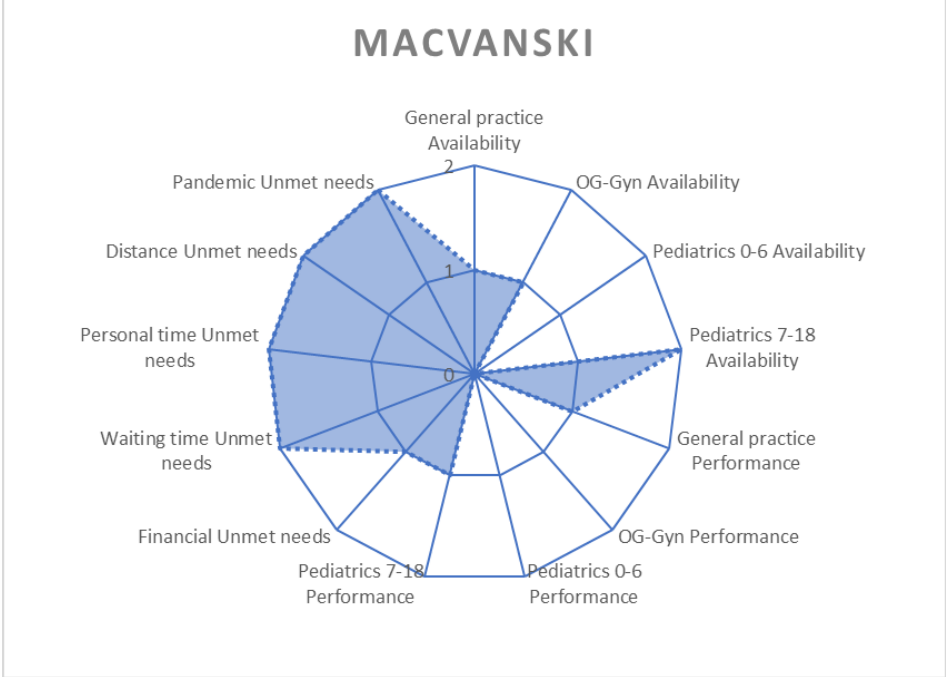 MACVANSKI
General practice
Availability
2
OG-Gyn Availability
Pediatrics 0-6 Availability
Pediatrics 7-18
Availability
General practice
Performance
OG-Gyn Performance
Pediatrics 0-6
Performance
Pediatrics 7-18
Performance
Financial Unmet needs
Waiting time Unmet
needs
Personal time Unmet
needs
Distance Unmet needs
Pandemic Unmet needs
1
0